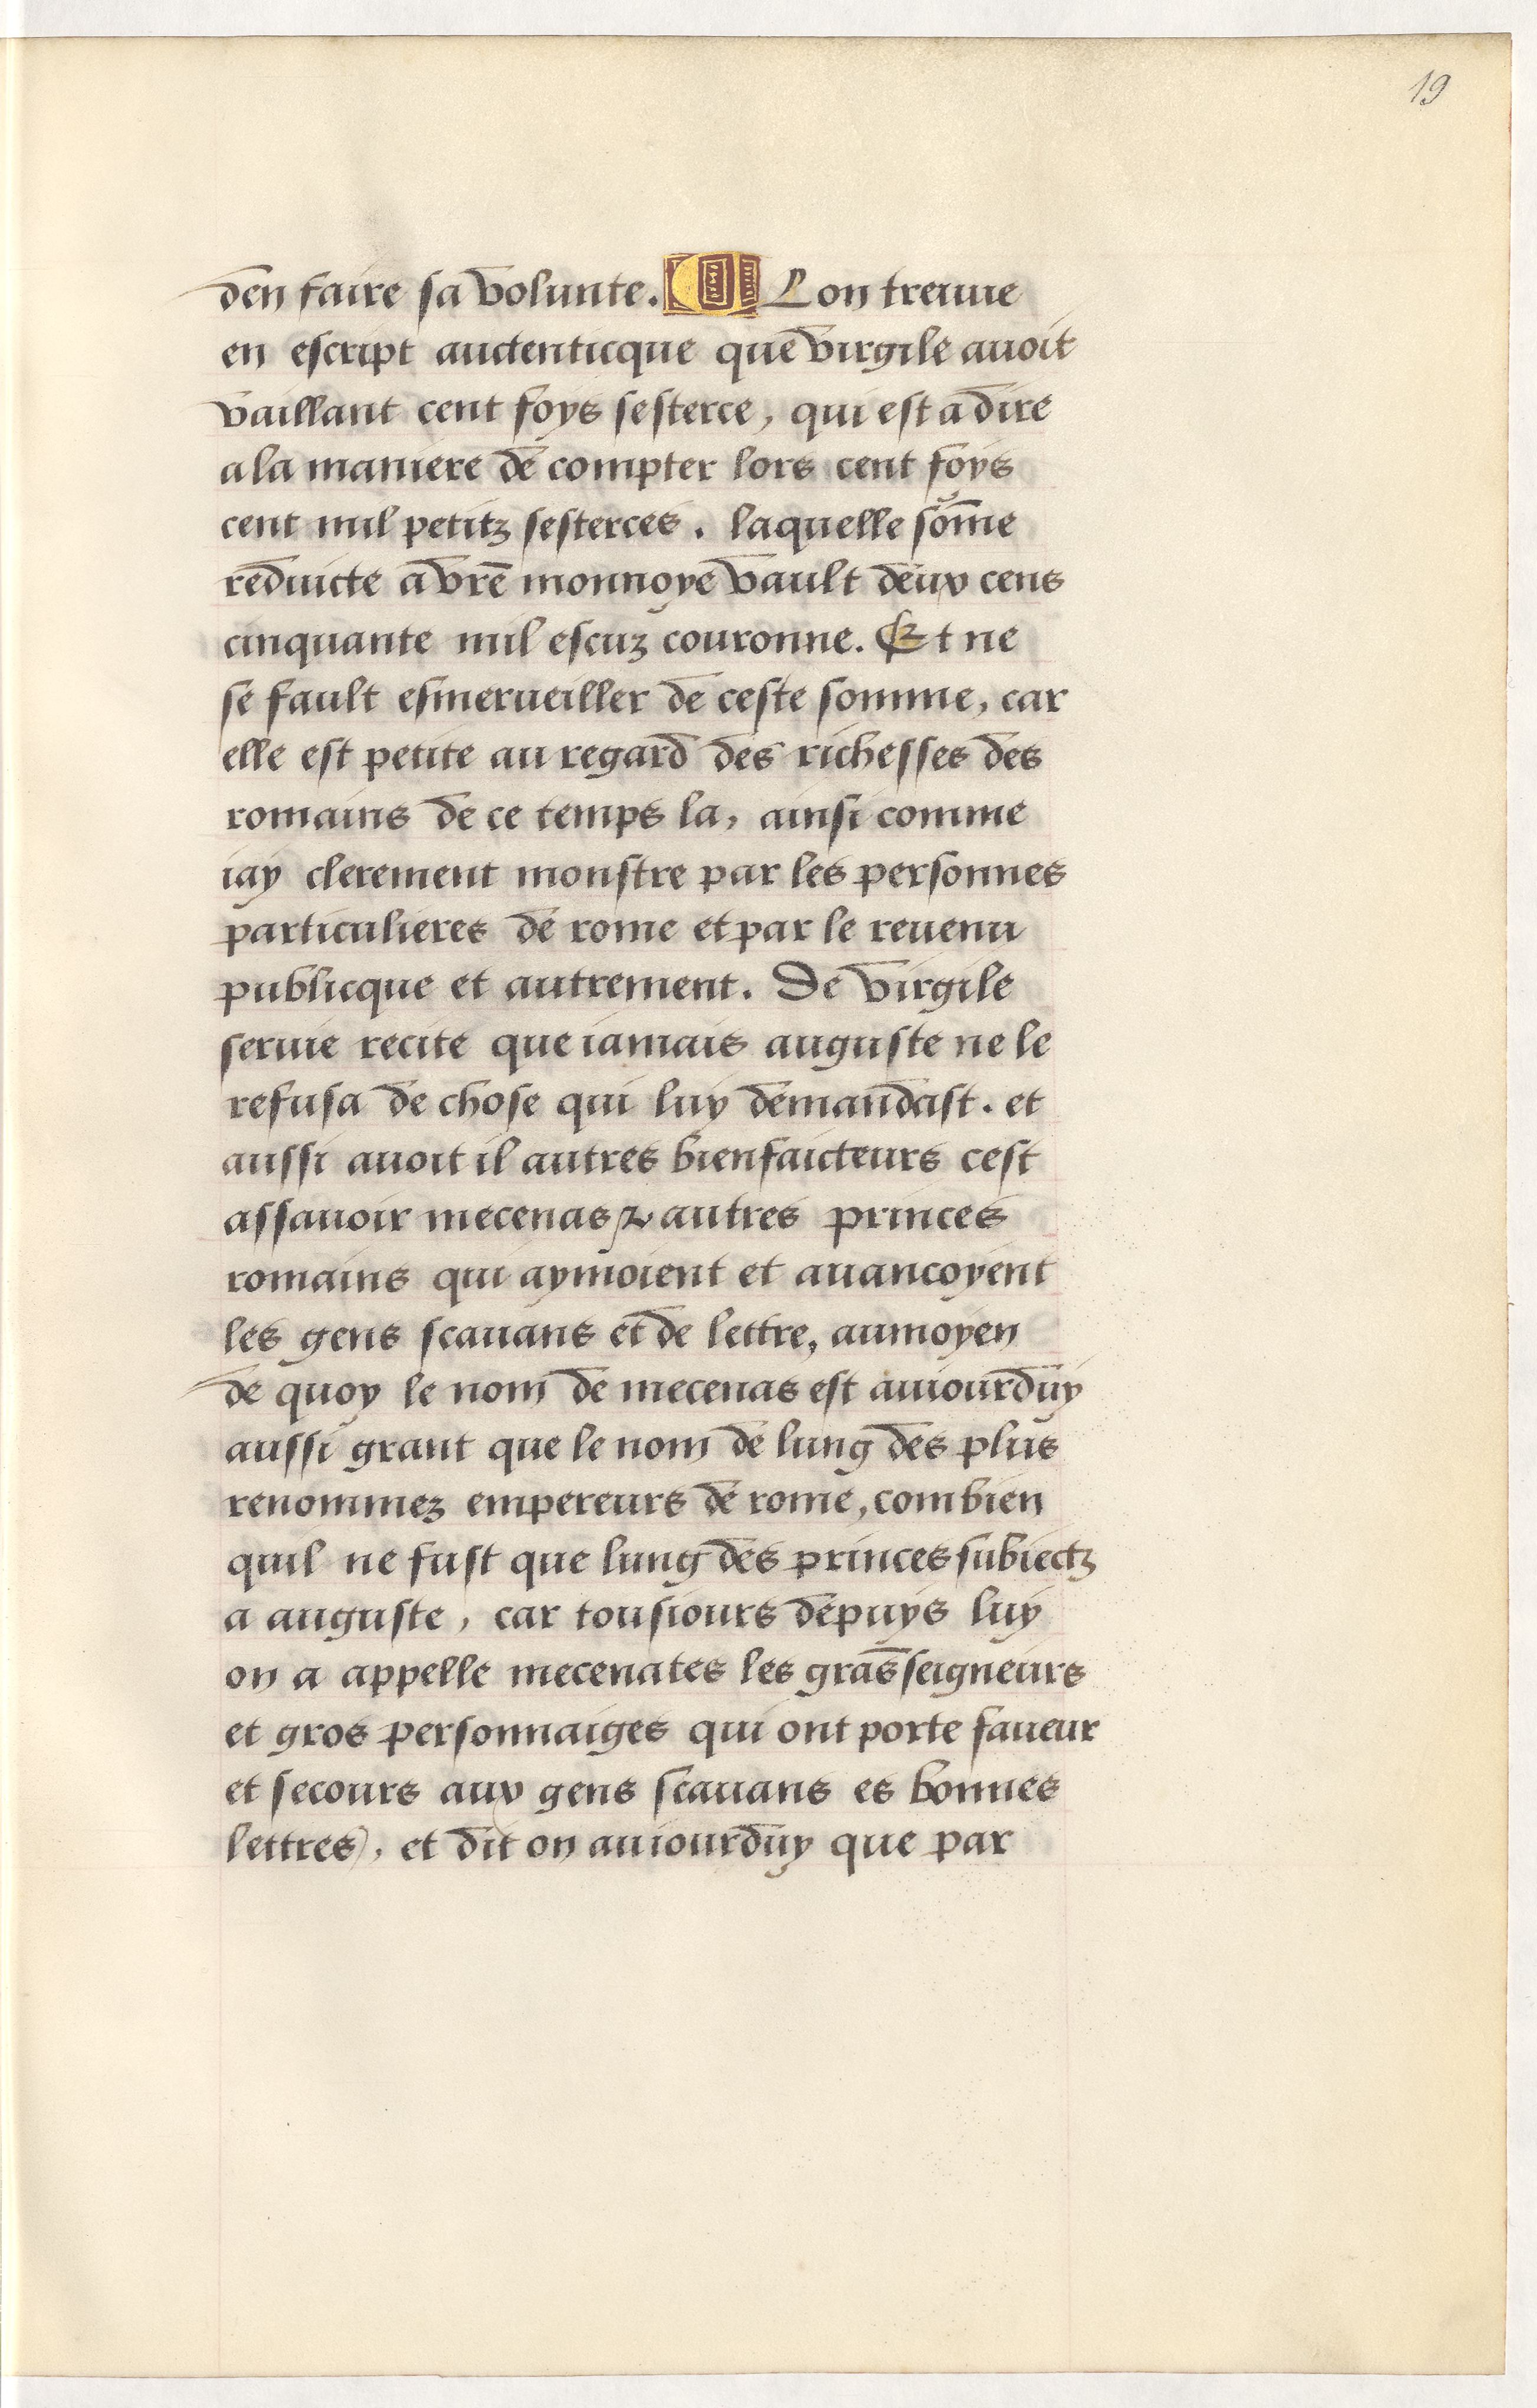 19
den faire sa volunte. ¶ Lon treuue
en escript auctenticque que virgile auoit
vaillant cent foys sesterce, qui est a dire
a la maniere de compter lors cent foys
cent mil petitz sesterces. laquelle som̄e
reduicte a vr̄e monnoye vault deux cens
cinquante mil escuz couronne. Et ne
se fault esmerueiller de ceste somme, car
elle est petite au regard des richesses des
romains de ce temps la, ainsi comme
iay clerement monstre par les personnes
particulieres de rome et par le reuenu
publicque et autrement. De virgile
seruie recite que iamais auguste ne le
refusa de chose qui luy demandast. et
aussi auoit il autres bienfaicteurs cest
assauoir mecenas ⁊ autres princes
romains qui aymoient et auancoyent
les gens scauans et de lettre, aumoyen
de quoy le nom de mecenas est auiourduy
aussi grant que le nom de lung des plus
renommez empereurs de rome, combien
quil ne fust que lung des princes subiectz
a auguste, car tousiours depuys luy
on a appelle mecenates les grās seigneurs
et gros personnaiges qui ont porte faueur
et secours aux gens scauans es bonnes
lettres), et dit on auiourduy que par